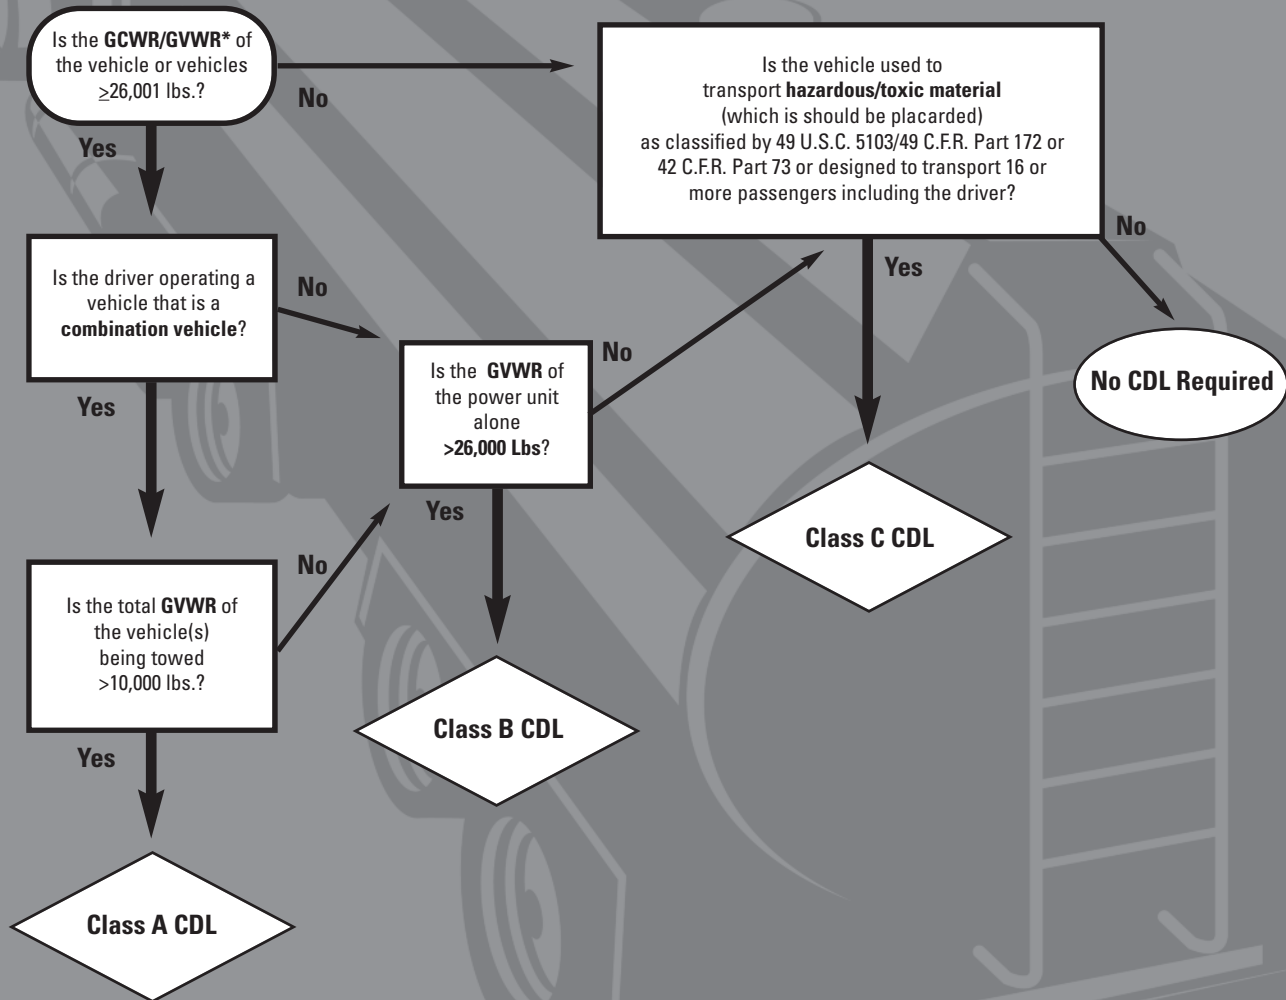 Is the GCWR/GVWR* of
the vehicle or vehicles
≥26,001 lbs.?
No
Yes
Is the vehicle used to
transport hazardous/toxic material
(which is should be placarded)
as classified by 49 U.S.C. 5103/49 C.F.R. Part 172 or
42 C.F.R. Part 73 or designed to transport 16 or
more passengers including the driver?
No
Yes
No CDL Required
Is the driver operating a
vehicle that is a
combination vehicle?
No
Yes
Is the GVWR of
the power unit
alone
>26,000 Lbs?
No
Yes
Class C CDL
Is the total GVWR of
the vehicle(s)
being towed
>10,000 lbs.?
No
Yes
Class B CDL
Class A CDL